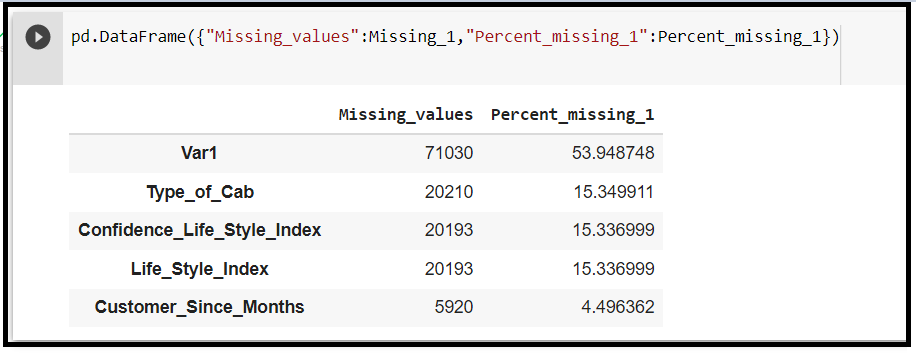 pd.DataFrame({"Missing_values":Missing_1,"Percent_missing_1":Percent_missing_1})
Missing_values Percent_missing_1
Var1 71030 53.948748
Type_of_Cab 20210 15.349911
Confidence_Life_Style_Index 20193 15.336999
Life_Style_Index 20193 15.336999
Customer_Since_Months 5920 4.496362